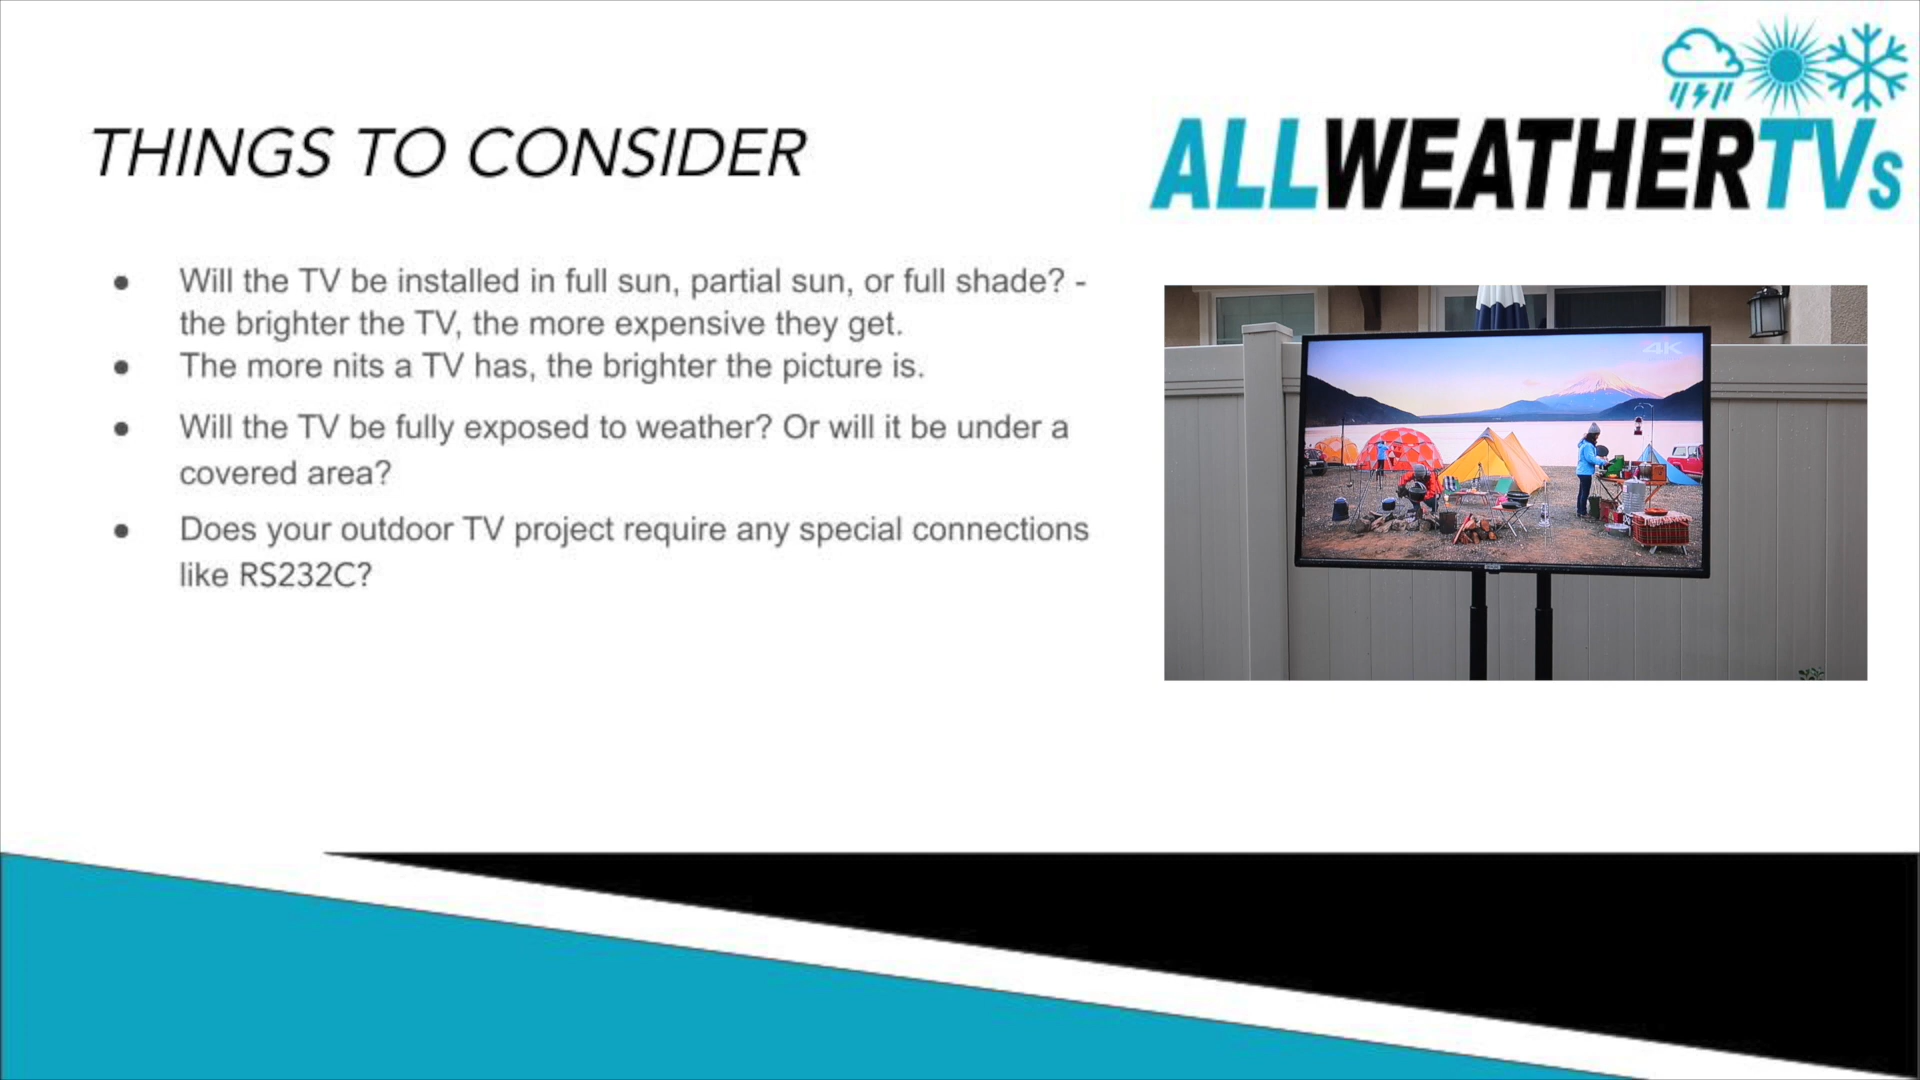 ALLWEATHERTVs
THINGS TO CONSIDER
● Will the TV be installed in full sun, partial sun, or full shade? -
the brighter the TV, the more expensive they get.
● The more nits a TV has, the brighter the picture is.
● Will the TV be fully exposed to weather? Or will it be under a
covered area?
● Does your outdoor TV project require any special connections
like RS232C?
4K